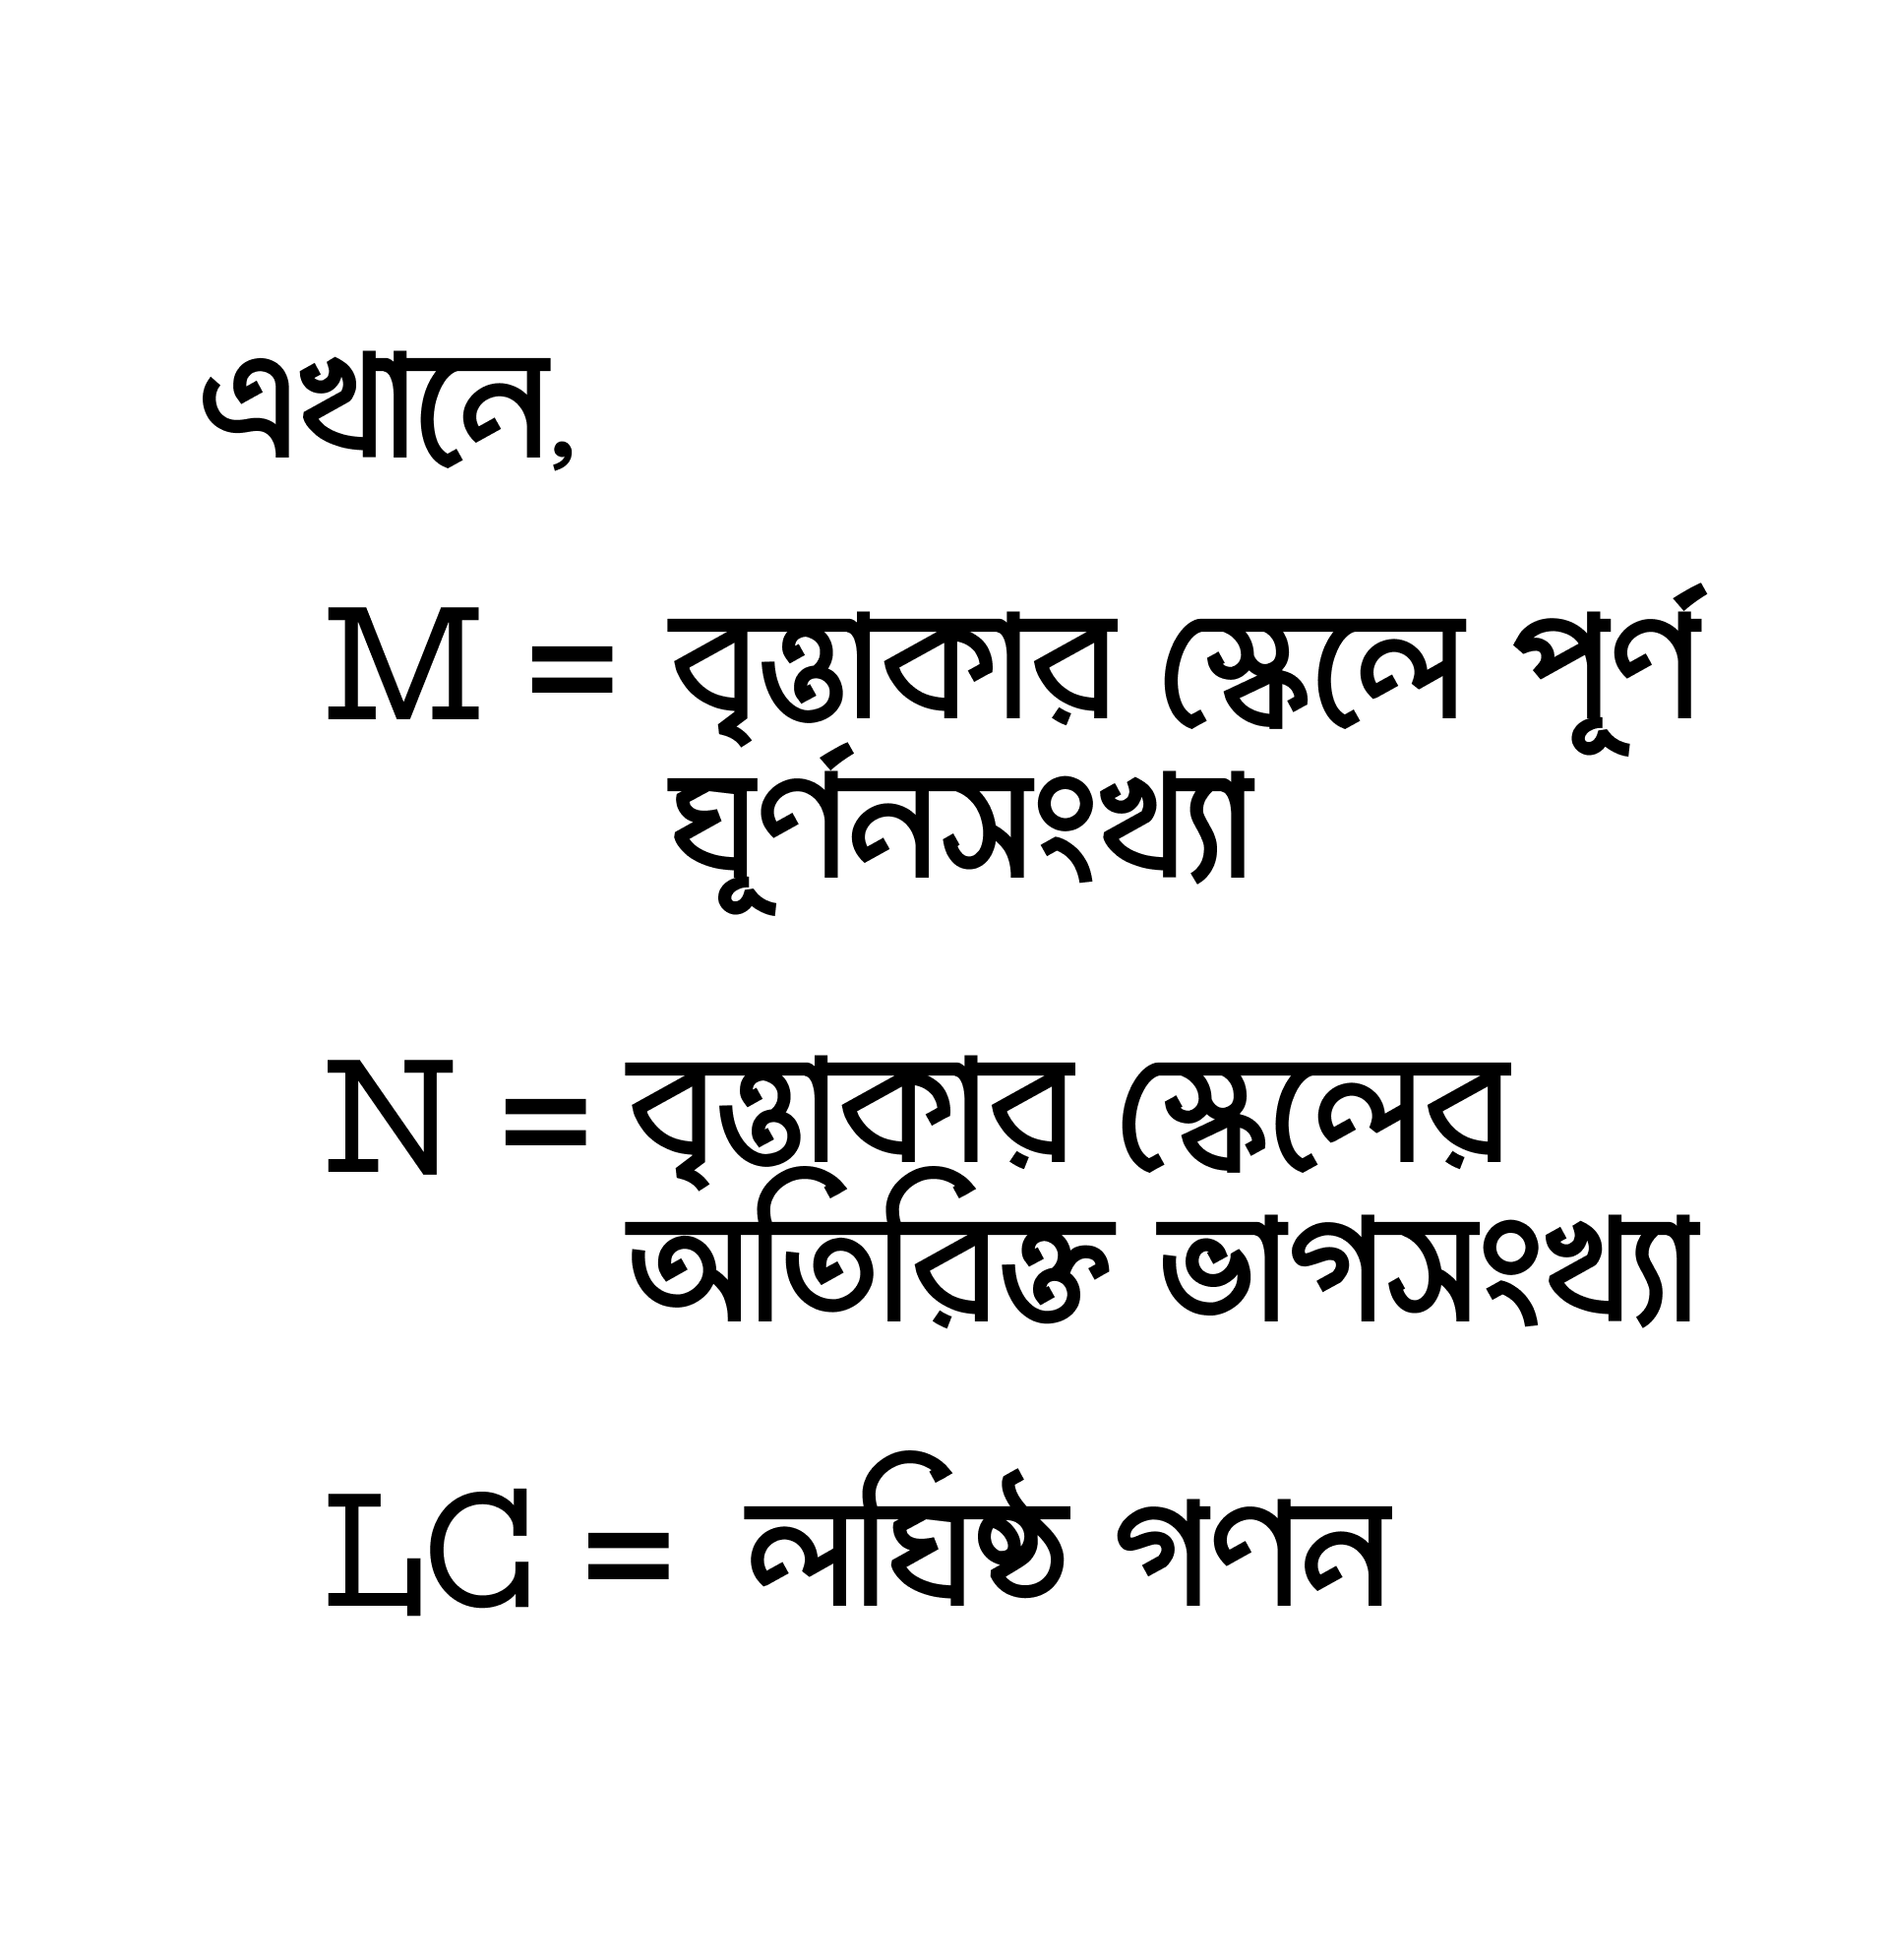 এখানে,
M = বৃত্তাকার স্কেলে পূর্ণ
ঘূর্ণনসংখ্যা
N = বৃত্তাকার স্কেলের
অতিরিক্ত ভাগসংখ্যা
LC = লঘিষ্ঠ গণন